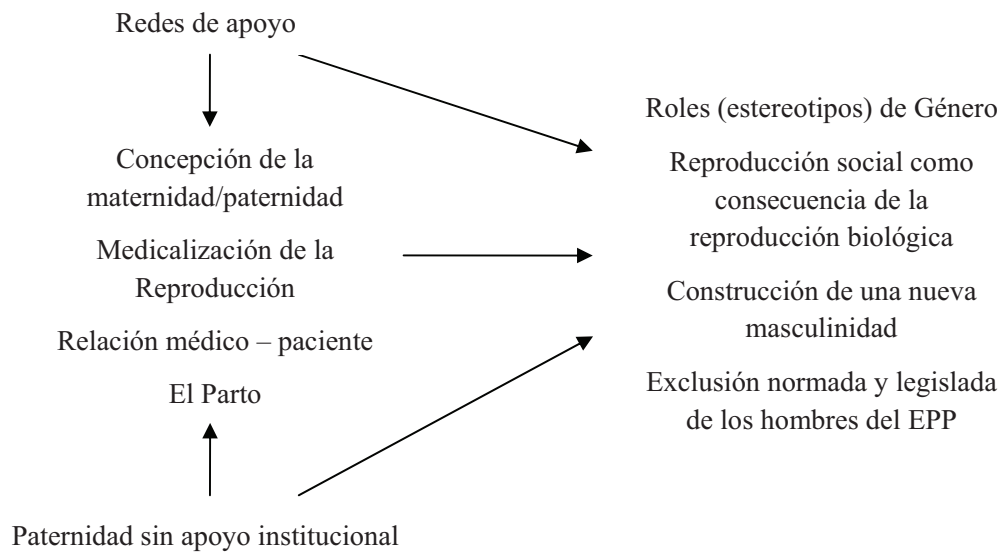 Redes de apoyo
Concepción de la
maternidad/paternidad
Medicalización de la
Reproducción
Relación médico – paciente
El Parto
Paternidad sin apoyo institucional
Roles (estereotipos) de Género
Reproducción social como
consecuencia de la
reproducción biológica
Construcción de una nueva
masculinidad
Exclusión normada y legislada
de los hombres del EPP